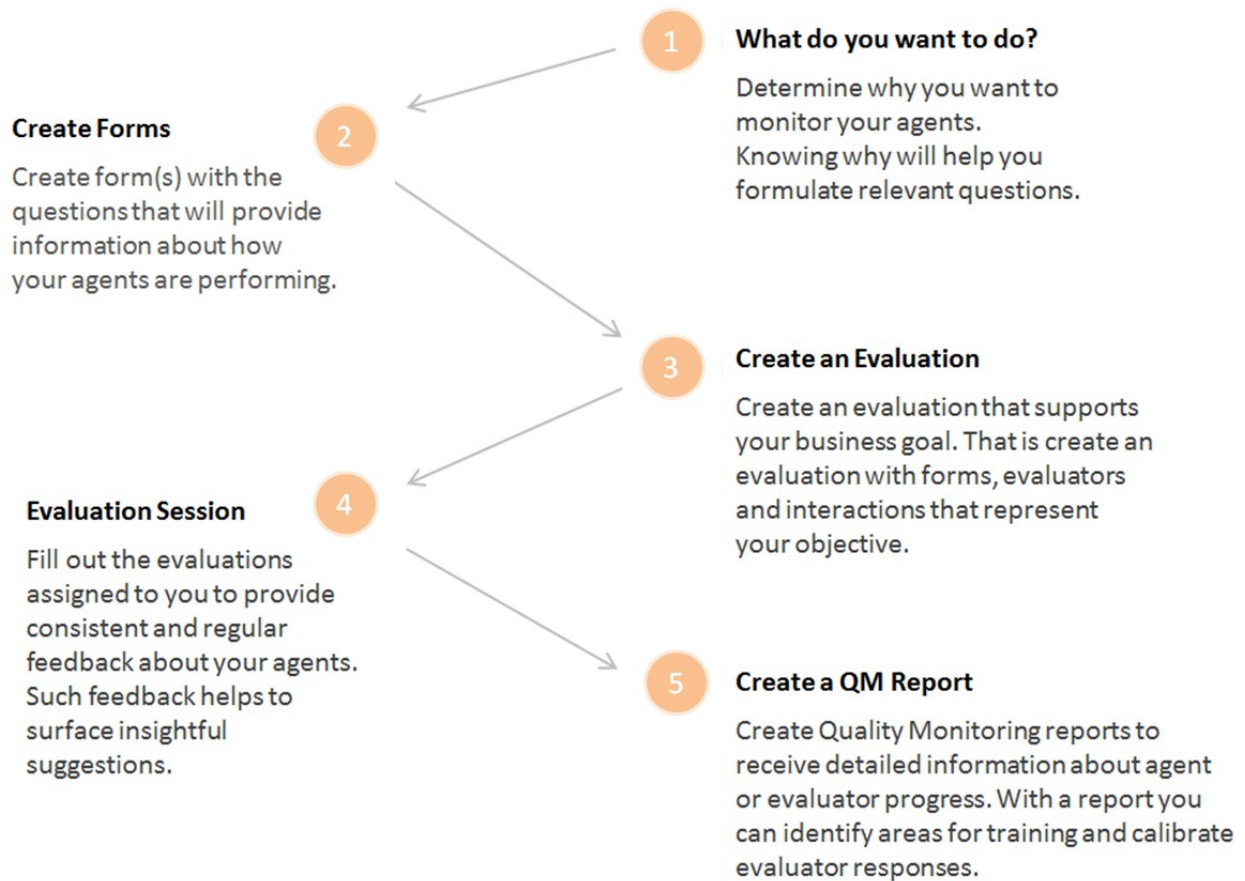 1
What do you want to do?
Determine why you want to
monitor your agents.
Knowing why will help you
formulate relevant questions.
2
Create Forms
Create form(s) with the
questions that will provide
information about how
your agents are performing.
3
Create an Evaluation
Create an evaluation that supports
your business goal. That is create an
evaluation with forms, evaluators
and interactions that represent
your objective.
4
Evaluation Session
Fill out the evaluations
assigned to you to provide
consistent and regular
feedback about your agents.
Such feedback helps to
surface insightful
suggestions.
5
Create a QM Report
Create Quality Monitoring reports to
receive detailed information about agent
or evaluator progress. With a report you
can identify areas for training and calibrate
evaluator responses.